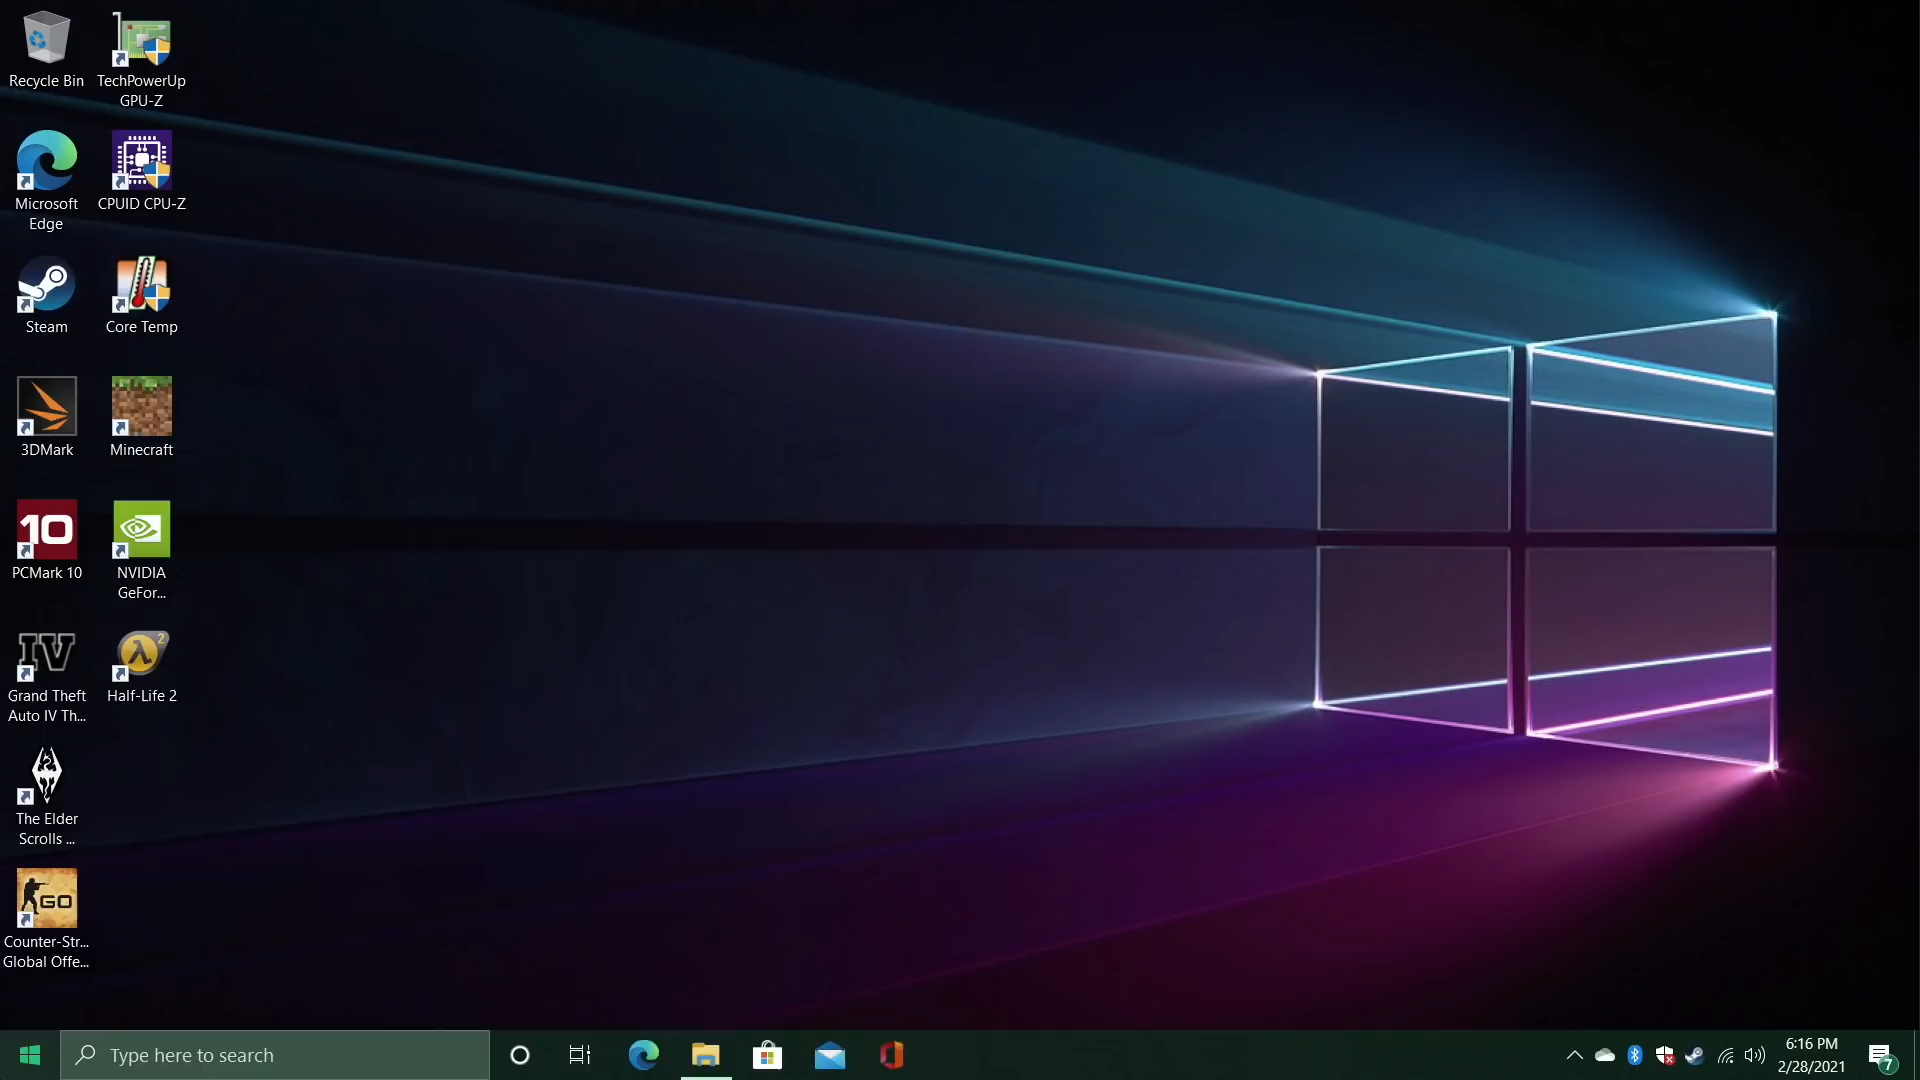 Recycle Bin
TechPowerUp
GPU-Z
Microsoft
Edge
CPUID CPU-Z
Steam
Core Temp
3DMark
Minecraft
10
PCMark 10
NVIDIA
GeFor...
IV
Grand Theft
Auto IV Th...
2
Half-Life 2
The Elder
Scrolls ...
GO
Counter-Str...
Global Offe...
Type here to search
6:16 PM
2/28/2021
7